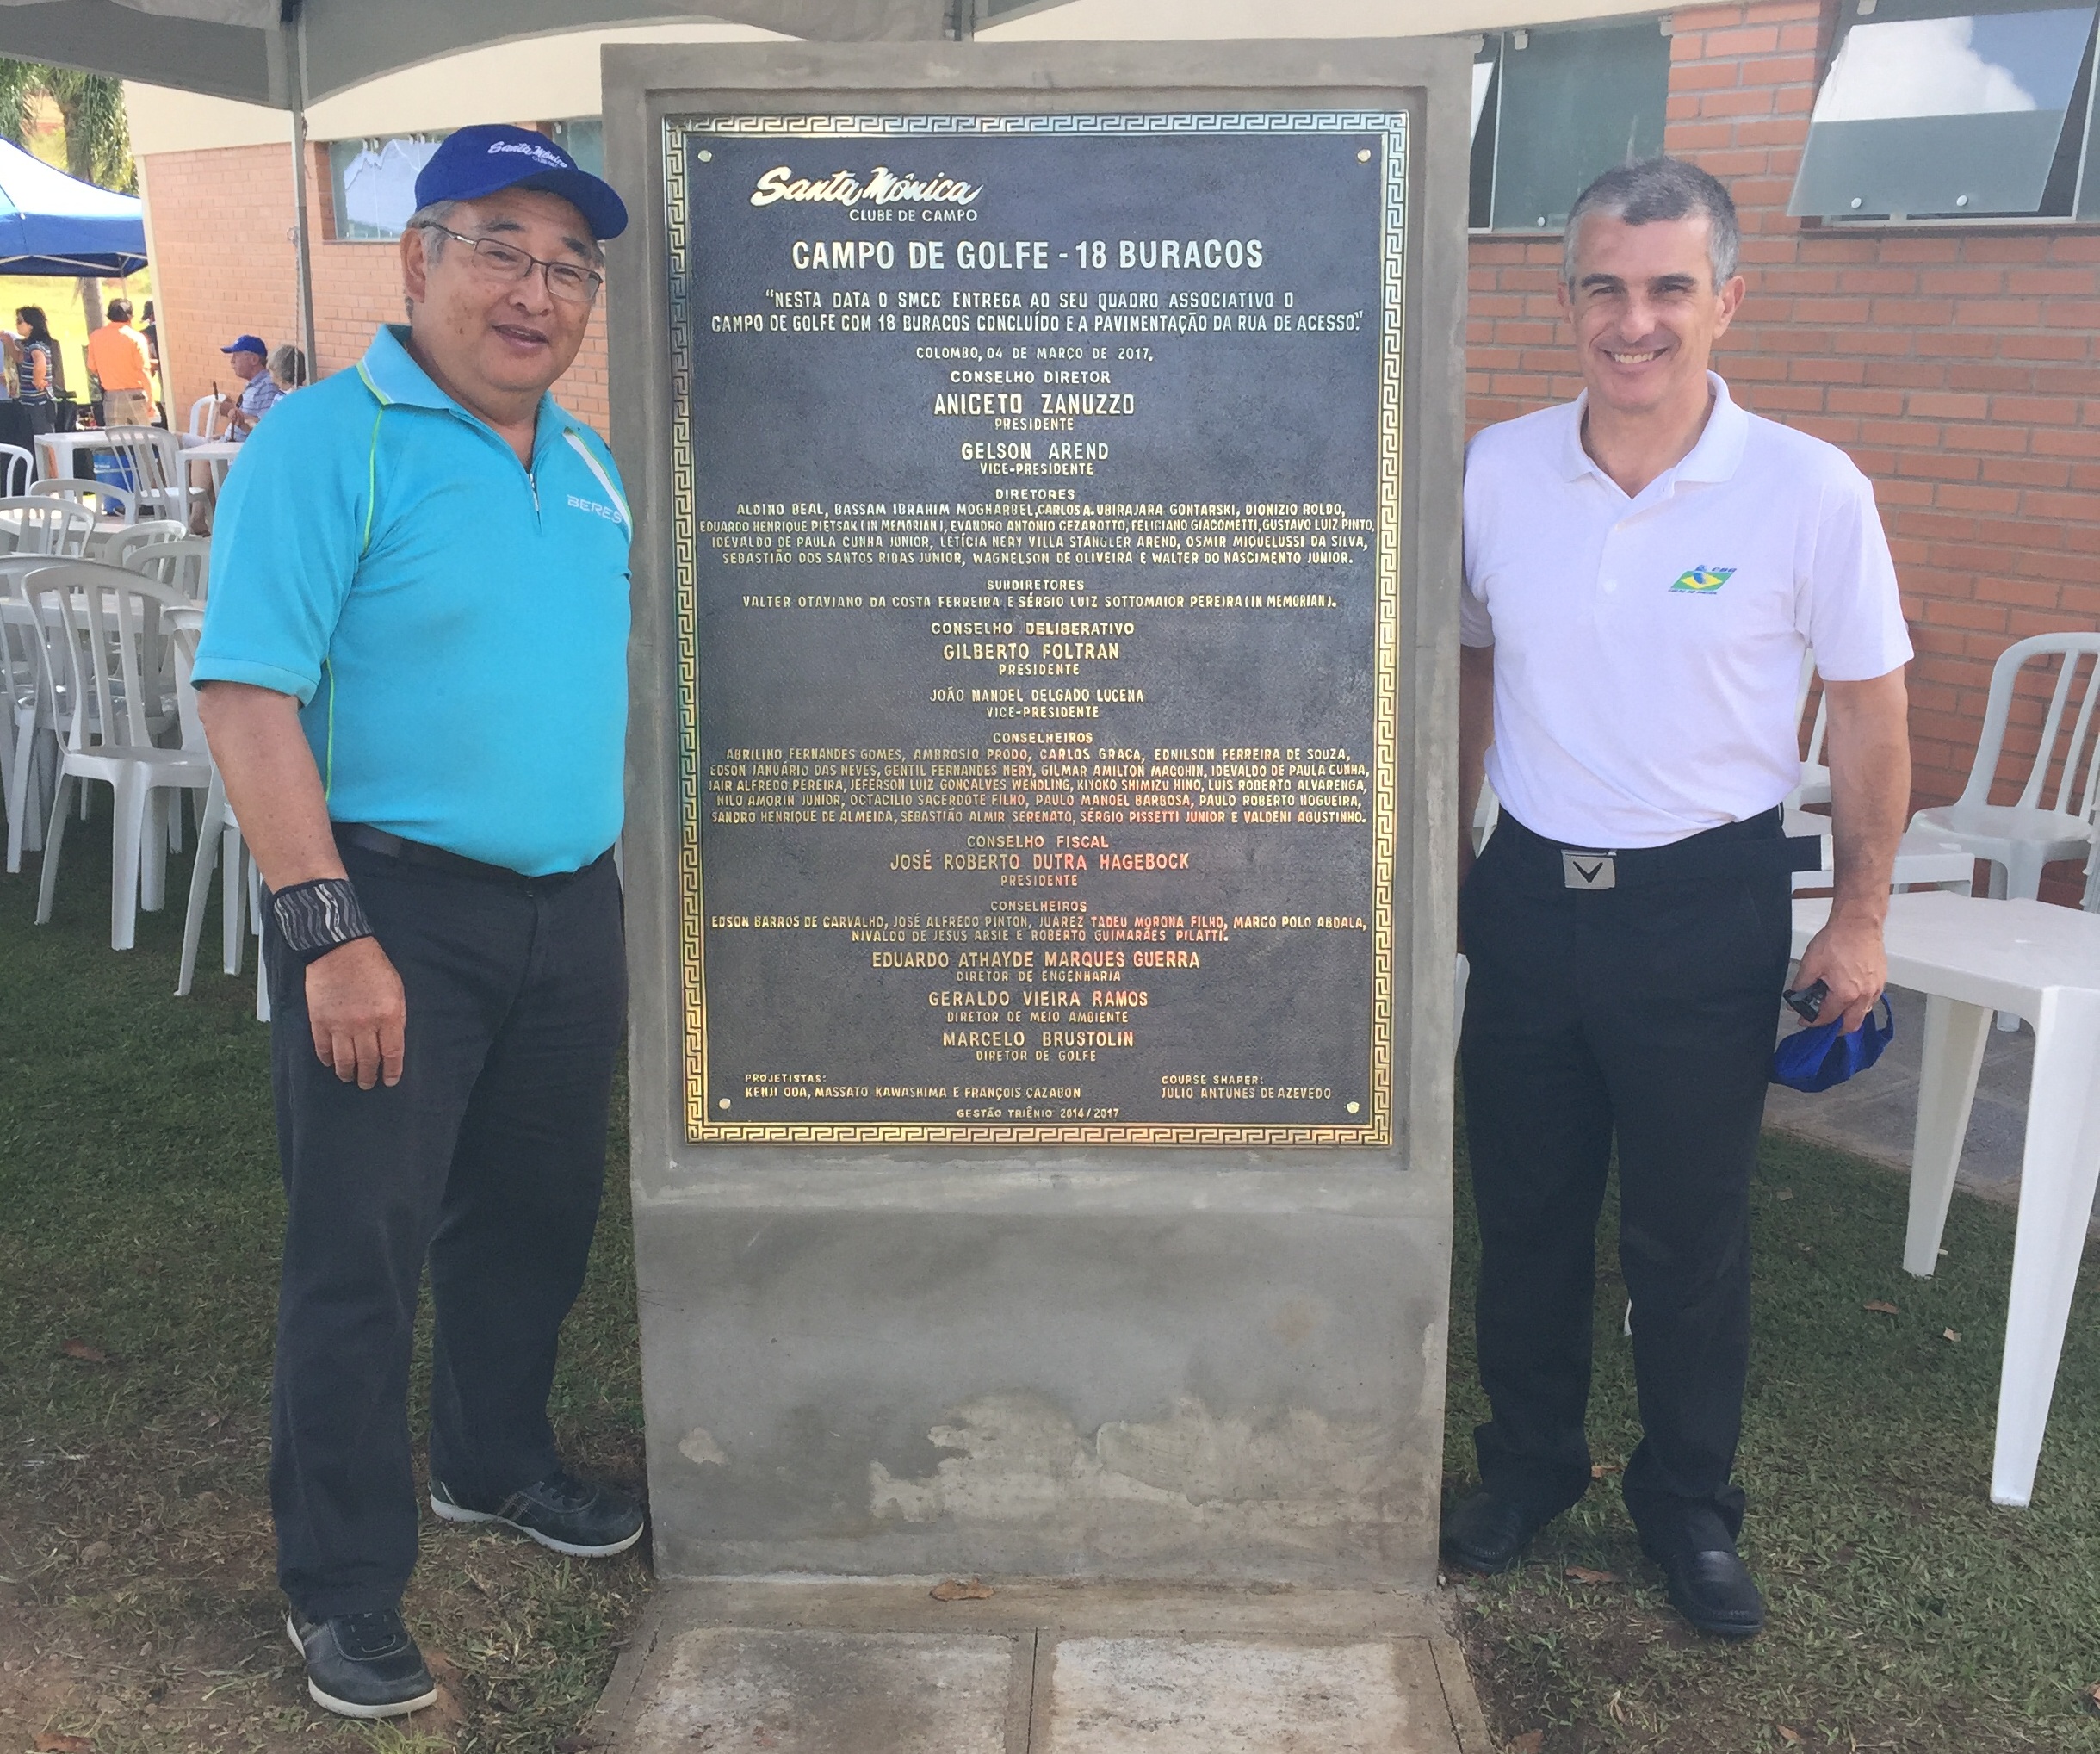 Santa Mônica
Santa Mônica
CLUBE DE CAMPO
CAMPO DE GOLFE - 18 BURACOS
"NESTA DATA O SMCC ENTREGA AO SEU QUADRO ASSOCIATIVO O
CAMPO DE GOLFE COM 18 BURACOS CONCLUÍDO E A PAVIMENTAÇÃO DA RUA DE ACESSO."
COLOMBO, 04 DE MARÇO DE 2017.
CONSELHO DIRETOR
ANICETO ZANUZZO
PRESIDENTE
GELSON AREND
VICE-PRESIDENTE
DIRETORES
ALDINO BEAL, BASSAM IBRAHIM MOGHARBEL, CARLOS A. UBIRAJARA GONTARSKI, DIONIZIO ROLDO,
EDUARDO HENRIQUE PIETSAK (IN MEMORIAN), EVANDRO ANTONIO CEZAROTTO, FELICIANO GIACOMETTI, GUSTAVO LUIZ PINTO,
IDEVALDO DE PAULA CUNHA JUNIOR, LETÍCIA NERY VILLA STANGLER AREND, OSMIR MIQUELUSSI DA SILVA,
SEBASTIÃO DOS SANTOS RIBAS JUNIOR, WAGNELSON DE OLIVEIRA E WALTER DO NASCIMENTO JUNIOR.
SUBDIRETORES
VALTER OTAVIANO DA COSTA FERREIRA E SÉRGIO LUIZ SOTTOMAIOR PEREIRA (IN MEMORIAN).
CONSELHO DELIBERATIVO
GILBERTO FOLTRAN
PRESIDENTE
JOÃO MANOEL DELGADO LUCENA
VICE-PRESIDENTE
CONSELHEIROS
ABRILINO FERNANDES GOMES, AMBROSIO PRODO, CARLOS GRAÇA, EDNILSON FERREIRA DE SOUZA,
EDSON JANUÁRIO DAS NEVES, GENTIL FERNANDES NERY, GILMAR AMILTON MACOHIN, IDEVALDO DE PAULA CUNHA,
JAIR ALFREDO PEREIRA, JEFERSON LUIZ GONÇALVES WENDLING, KIYOKO SHIMIZU HINO, LUIS ROBERTO ALVARENGA,
NILO AMORIN JUNIOR, OCTACILIO SACERDOTE FILHO, PAULO MANOEL BARBOSA, PAULO ROBERTO NOGUEIRA,
SANDRO HENRIQUE DE ALMEIDA, SEBASTIÃO ALMIR SERENATO, SÉRGIO PISSETTI JUNIOR E VALDENI AGUSTINHO.
CONSELHO FISCAL
JOSÉ ROBERTO DUTRA HAGEBOCK
PRESIDENTE
CONSELHEIROS
EDSON BARROS DE CARVALHO, JOSÉ ALFREDO PINTON, JUAREZ TADEU MORONA FILHO, MARCO POLO ABDALA,
NIVALDO DE JESUS ARSIE E ROBERTO GUIMARÃES PILATTI.
EDUARDO ATHAYDE MARQUES GUERRA
DIRETOR DE ENGENHARIA
GERALDO VIEIRA RAMOS
DIRETOR DE MEIO AMBIENTE
MARCELO BRUSTOLIN
DIRETOR DE GOLFE
PROJETISTAS:
KENJI ODA, MASSATO KAWASHIMA E FRANÇOIS CAZABON
COURSE SHAPER:
JULIO ANTUNES DE AZEVEDO
GESTÃO TRIÊNIO 2014/2017
BERES
CBG